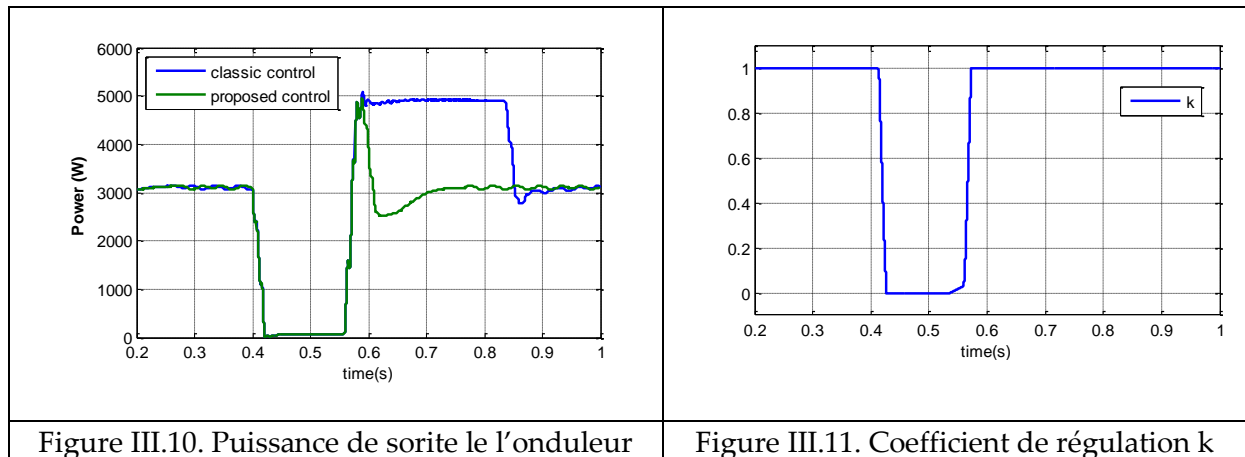 6000
5000
4000
3000
2000
1000
0
Power (W)
classic control
proposed control
0.2 0.3 0.4 0.5 0.6 0.7 0.8 0.9 1
time(s)
1
0.8
0.6
0.4
0.2
0
k
0.2 0.3 0.4 0.5 0.6 0.7 0.8 0.9 1
time(s)
Figure III.10. Puissance de sorite le l’onduleur
Figure III.11. Coefficient de régulation k